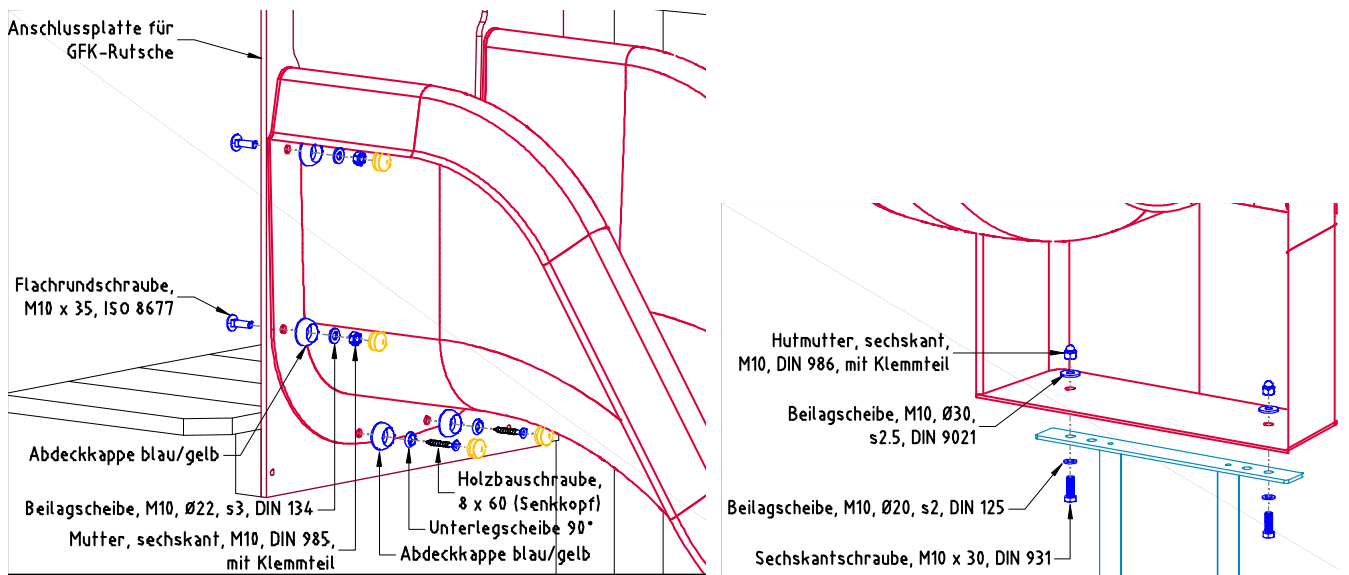 Anschlussplatte für
GFK-Rutsche
Flachrundschraube,
M10 x 35, ISO 8677
Abdeckkappe blau/gelb
Beilagscheibe, M10, Ø22, s3, DIN 134
Mutter, sechskant, M10, DIN 985,
mit Klemmteil
Holzbauschraube,
8 x 60 (Senkkopf)
Unterlegscheibe 90°
Abdeckkappe blau/gelb
Hutmutter, sechskant,
M10, DIN 986, mit Klemmteil
Beilagscheibe, M10, Ø30,
s2.5, DIN 9021
Beilagscheibe, M10, Ø20, s2, DIN 125
Sechskantschraube, M10 x 30, DIN 931